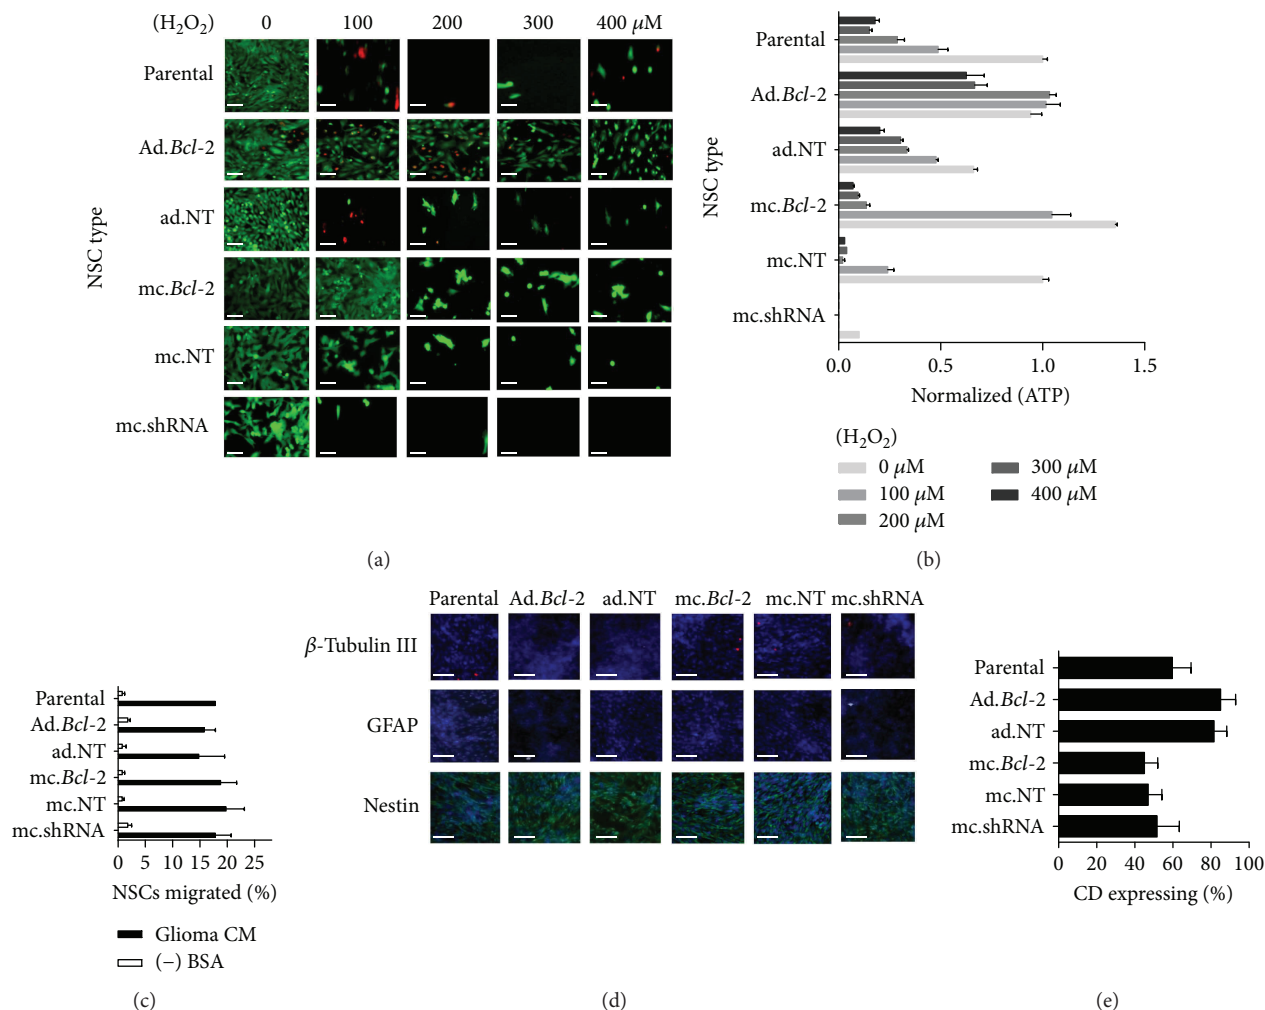 (H₂O₂) 0 100 200 300 400 μM
Parental
Ad.Bcl-2
ad.NT
mc.Bcl-2
mc.NT
mc.shRNA
NSC type
(a)
Parental
Ad.Bcl-2
ad.NT
mc.Bcl-2
mc.NT
mc.shRNA
NSC type
0.0 0.5 1.0 1.5
Normalized (ATP)
(H₂O₂)
0 μM
100 μM
200 μM
300 μM
400 μM
(b)
Parental
Ad.Bcl-2
ad.NT
mc.Bcl-2
mc.NT
mc.shRNA
0 5 10 15 20 25
NSCs migrated (%)
Glioma CM
(−) BSA
(c)
Parental Ad.Bcl-2 ad.NT mc.Bcl-2 mc.NT mc.shRNA
β-Tubulin III
GFAP
Nestin
(d)
Parental
Ad.Bcl-2
ad.NT
mc.Bcl-2
mc.NT
mc.shRNA
0 20 40 60 80 100
CD expressing (%)
(e)